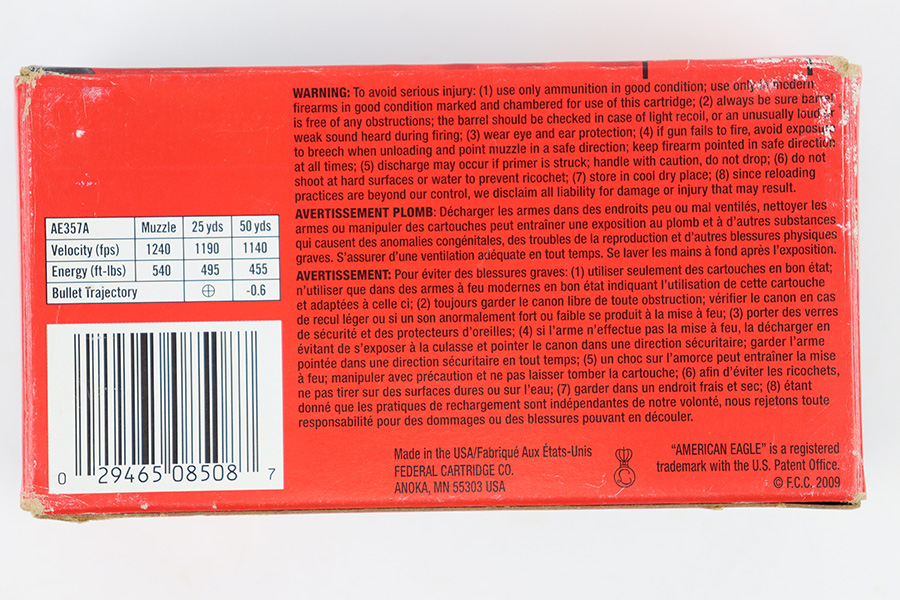 WARNING: To avoid serious injury: (1) use only ammunition in good condition; use only in modern
firearms in good condition marked and chambered for use of this cartridge; (2) always be sure barrel
is free of any obstructions; the barrel should be checked in case of light recoil, or an unusually loud or
weak sound heard during firing; (3) wear eye and ear protection; (4) if gun fails to fire, avoid exposure
to breech when unloading and point muzzle in a safe direction; keep firearm pointed in safe direction
at all times; (5) discharge may occur if primer is struck; handle with caution, do not drop; (6) do not
shoot at hard surfaces or water to prevent ricochet; (7) store in cool dry place; (8) since reloading
practices are beyond our control, we disclaim all liability for damage or injury that may result.
AVERTISSEMENT PLOMB: Décharger les armes dans des endroits peu ou mal ventilés, nettoyer les
armes ou manipuler des cartouches peut entraîner une exposition au plomb et à d'autres substances
qui causent des anomalies congénitales, des troubles de la reproduction et d'autres blessures physiques
graves. S'assurer d'une ventilation adéquate en tout temps. Se laver les mains à fond après l'exposition.
AVERTISSEMENT: Pour éviter des blessures graves: (1) utiliser seulement des cartouches en bon état;
n'utiliser que dans des armes à feu modernes en bon état indiquant l'utilisation de cette cartouche
et adaptées à celle ci; (2) toujours garder le canon libre de toute obstruction; vérifier le canon en cas
de recul léger ou si un son anormalement fort ou faible se produit à la mise à feu; (3) porter des verres
de sécurité et des protecteurs d'oreilles; (4) si l'arme n'effectue pas la mise à feu, la décharger en
évitant de s'exposer à la culasse et pointer le canon dans une direction sécuritaire; garder l'arme
pointée dans une direction sécuritaire en tout temps; (5) un choc sur l'amorce peut entraîner la mise
à feu; manipuler avec précaution et ne pas laisser tomber la cartouche; (6) afin d'éviter les ricochets,
ne pas tirer sur des surfaces dures ou sur l'eau; (7) garder dans un endroit frais et sec; (8) étant
donné que les pratiques de rechargement sont indépendantes de notre volonté, nous rejetons toute
responsabilité pour des dommages ou des blessures pouvant en découler.
AE357A Muzzle 25 yds 50 yds
Velocity (fps) 1240 1190 1140
Energy (ft-lbs) 540 495 455
Bullet Trajectory ⊕ -0.6
0 29465 08508 7
Made in the USA/Fabriqué Aux États-Unis
FEDERAL CARTRIDGE CO.
ANOKA, MN 55303 USA
"AMERICAN EAGLE" is a registered
trademark with the U.S. Patent Office.
© F.C.C. 2009